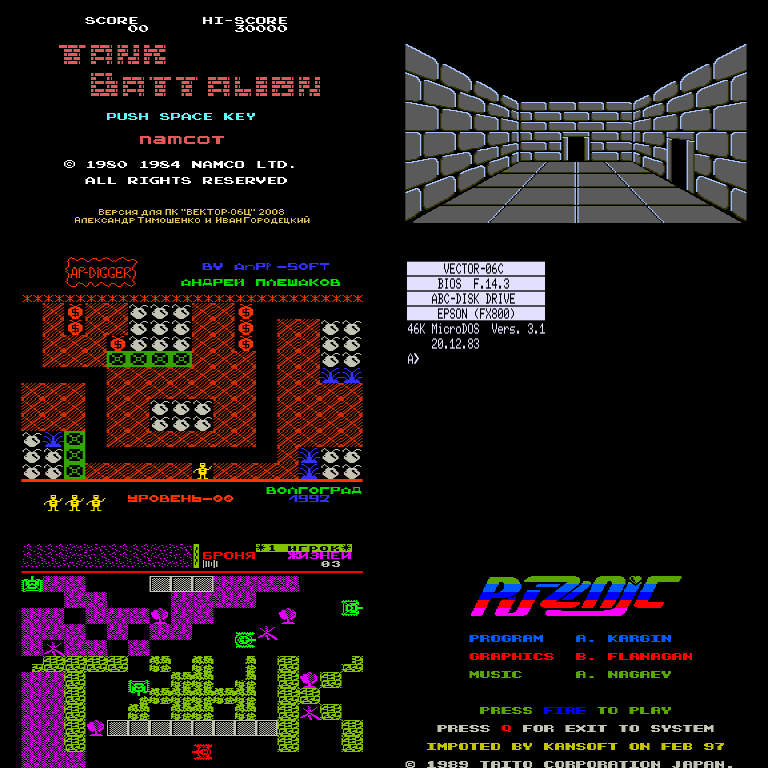 SCORE HI-SCORE
00 30000
TANK
BATTALIAN
PUSH SPACE KEY
namcot
© 1980 1984 NAMCO LTD.
ALL RIGHTS RESERVED
Версия для ПК "ВЕКТОР-06Ц" 2008
Александр Тимошенко и Иван Городецкий
AP-DIGGER
BY -SOFT
АНДРЕЙ ПЛЕШАКОВ
УРОВЕНЬ-00
ВОЛГОГРАД
1992
VECTOR-06C
BIOS F.14.3
ABC-DISK DRIVE
EPSON (FX800)
46K MicroDOS Vers. 3.1
20.12.83
A>
*1 ИГРОК*
БРОНЯ ЖИЗНЕЙ
03
PROGRAM A. KARGIN
GRAPHICS B. FLANAGAN
MUSIC A. NAGAEV
PRESS FIRE TO PLAY
PRESS Q FOR EXIT TO SYSTEM
IMPOTED BY KANSOFT ON FEB 97
© 1989 TAITO CORPORATION JAPAN.